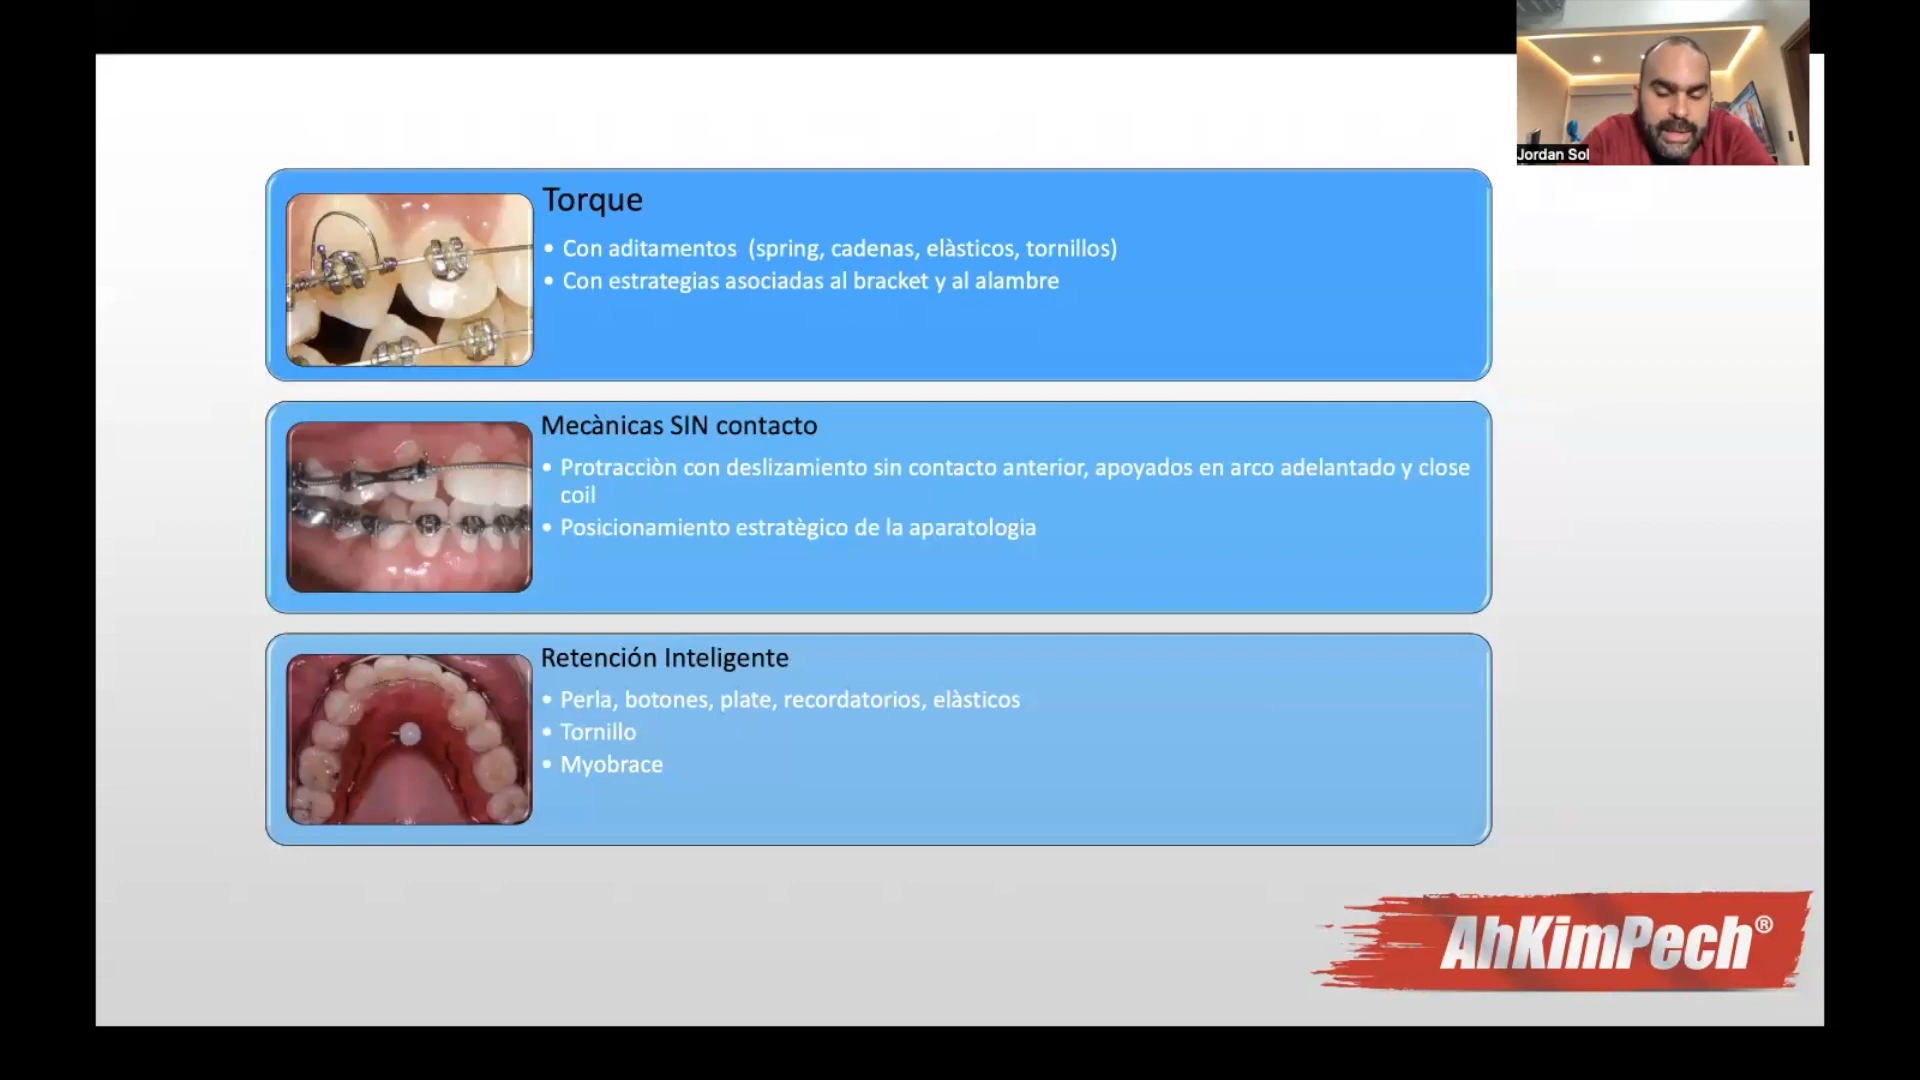 Jordan Sol
Torque
• Con aditamentos (spring, cadenas, elàsticos, tornillos)
• Con estrategias asociadas al bracket y al alambre
Mecànicas SIN contacto
• Protracciòn con deslizamiento sin contacto anterior, apoyados en arco adelantado y close
coil
• Posicionamiento estratègico de la aparatologia
Retención Inteligente
• Perla, botones, plate, recordatorios, elàsticos
• Tornillo
• Myobrace
AhKimPech®